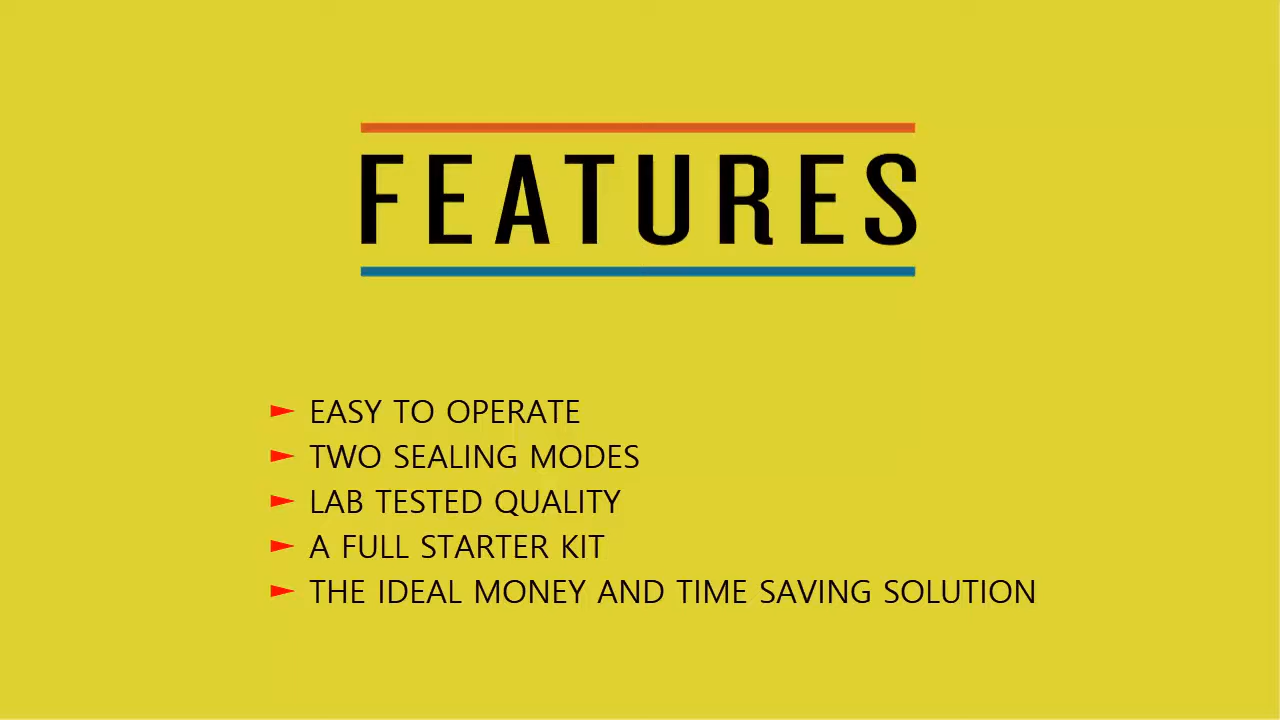 FEATURES
EASY TO OPERATE
TWO SEALING MODES
LAB TESTED QUALITY
A FULL STARTER KIT
THE IDEAL MONEY AND TIME SAVING SOLUTION